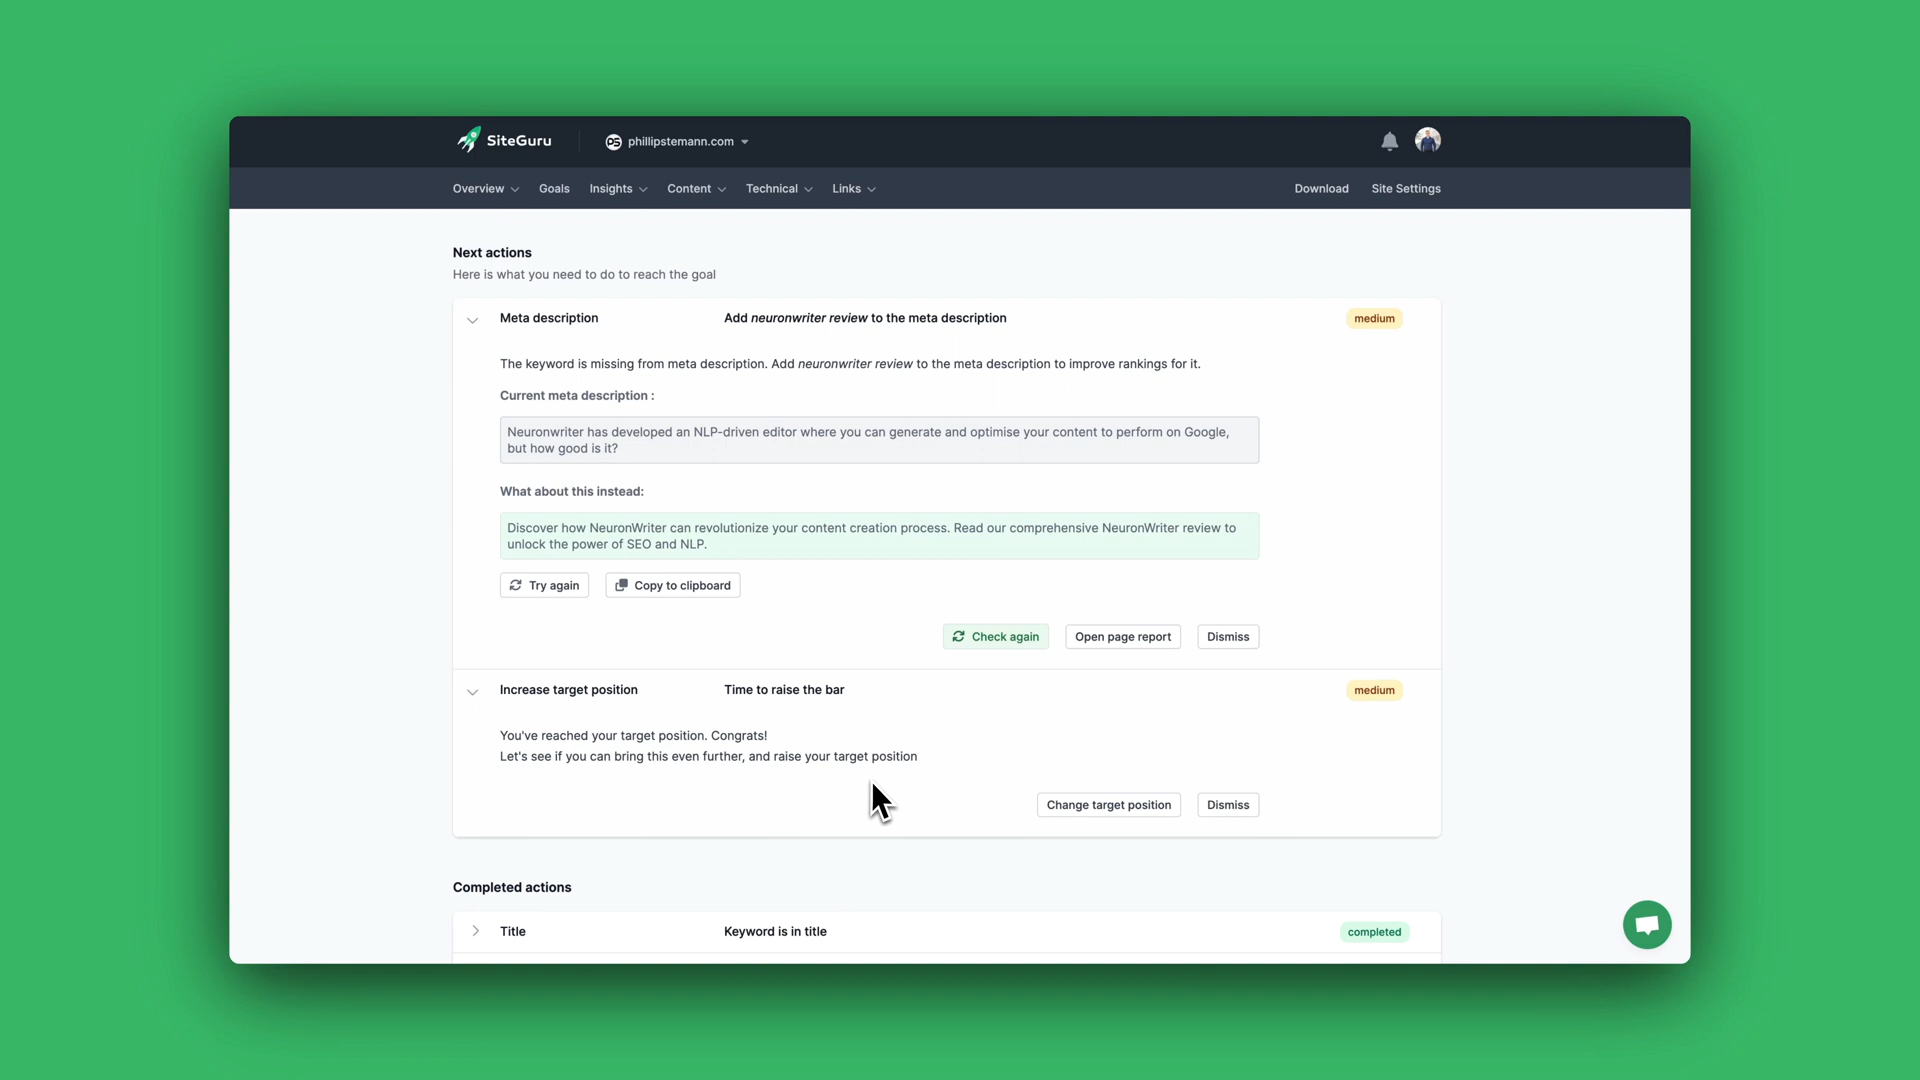 SiteGuru
phillipstemann.com
Overview
Goals
Insights
Content
Technical
Links
Download
Site Settings
Next actions
Here is what you need to do to reach the goal
Meta description
Add neuronwriter review to the meta description
medium
The keyword is missing from meta description. Add neuronwriter review to the meta description to improve rankings for it.
Current meta description :
Neuronwriter has developed an NLP-driven editor where you can generate and optimise your content to perform on Google,
but how good is it?
What about this instead:
Discover how NeuronWriter can revolutionize your content creation process. Read our comprehensive NeuronWriter review to
unlock the power of SEO and NLP.
Try again
Copy to clipboard
Check again
Open page report
Dismiss
Increase target position
Time to raise the bar
medium
You've reached your target position. Congrats!
Let's see if you can bring this even further, and raise your target position
Change target position
Dismiss
Completed actions
Title
Keyword is in title
completed